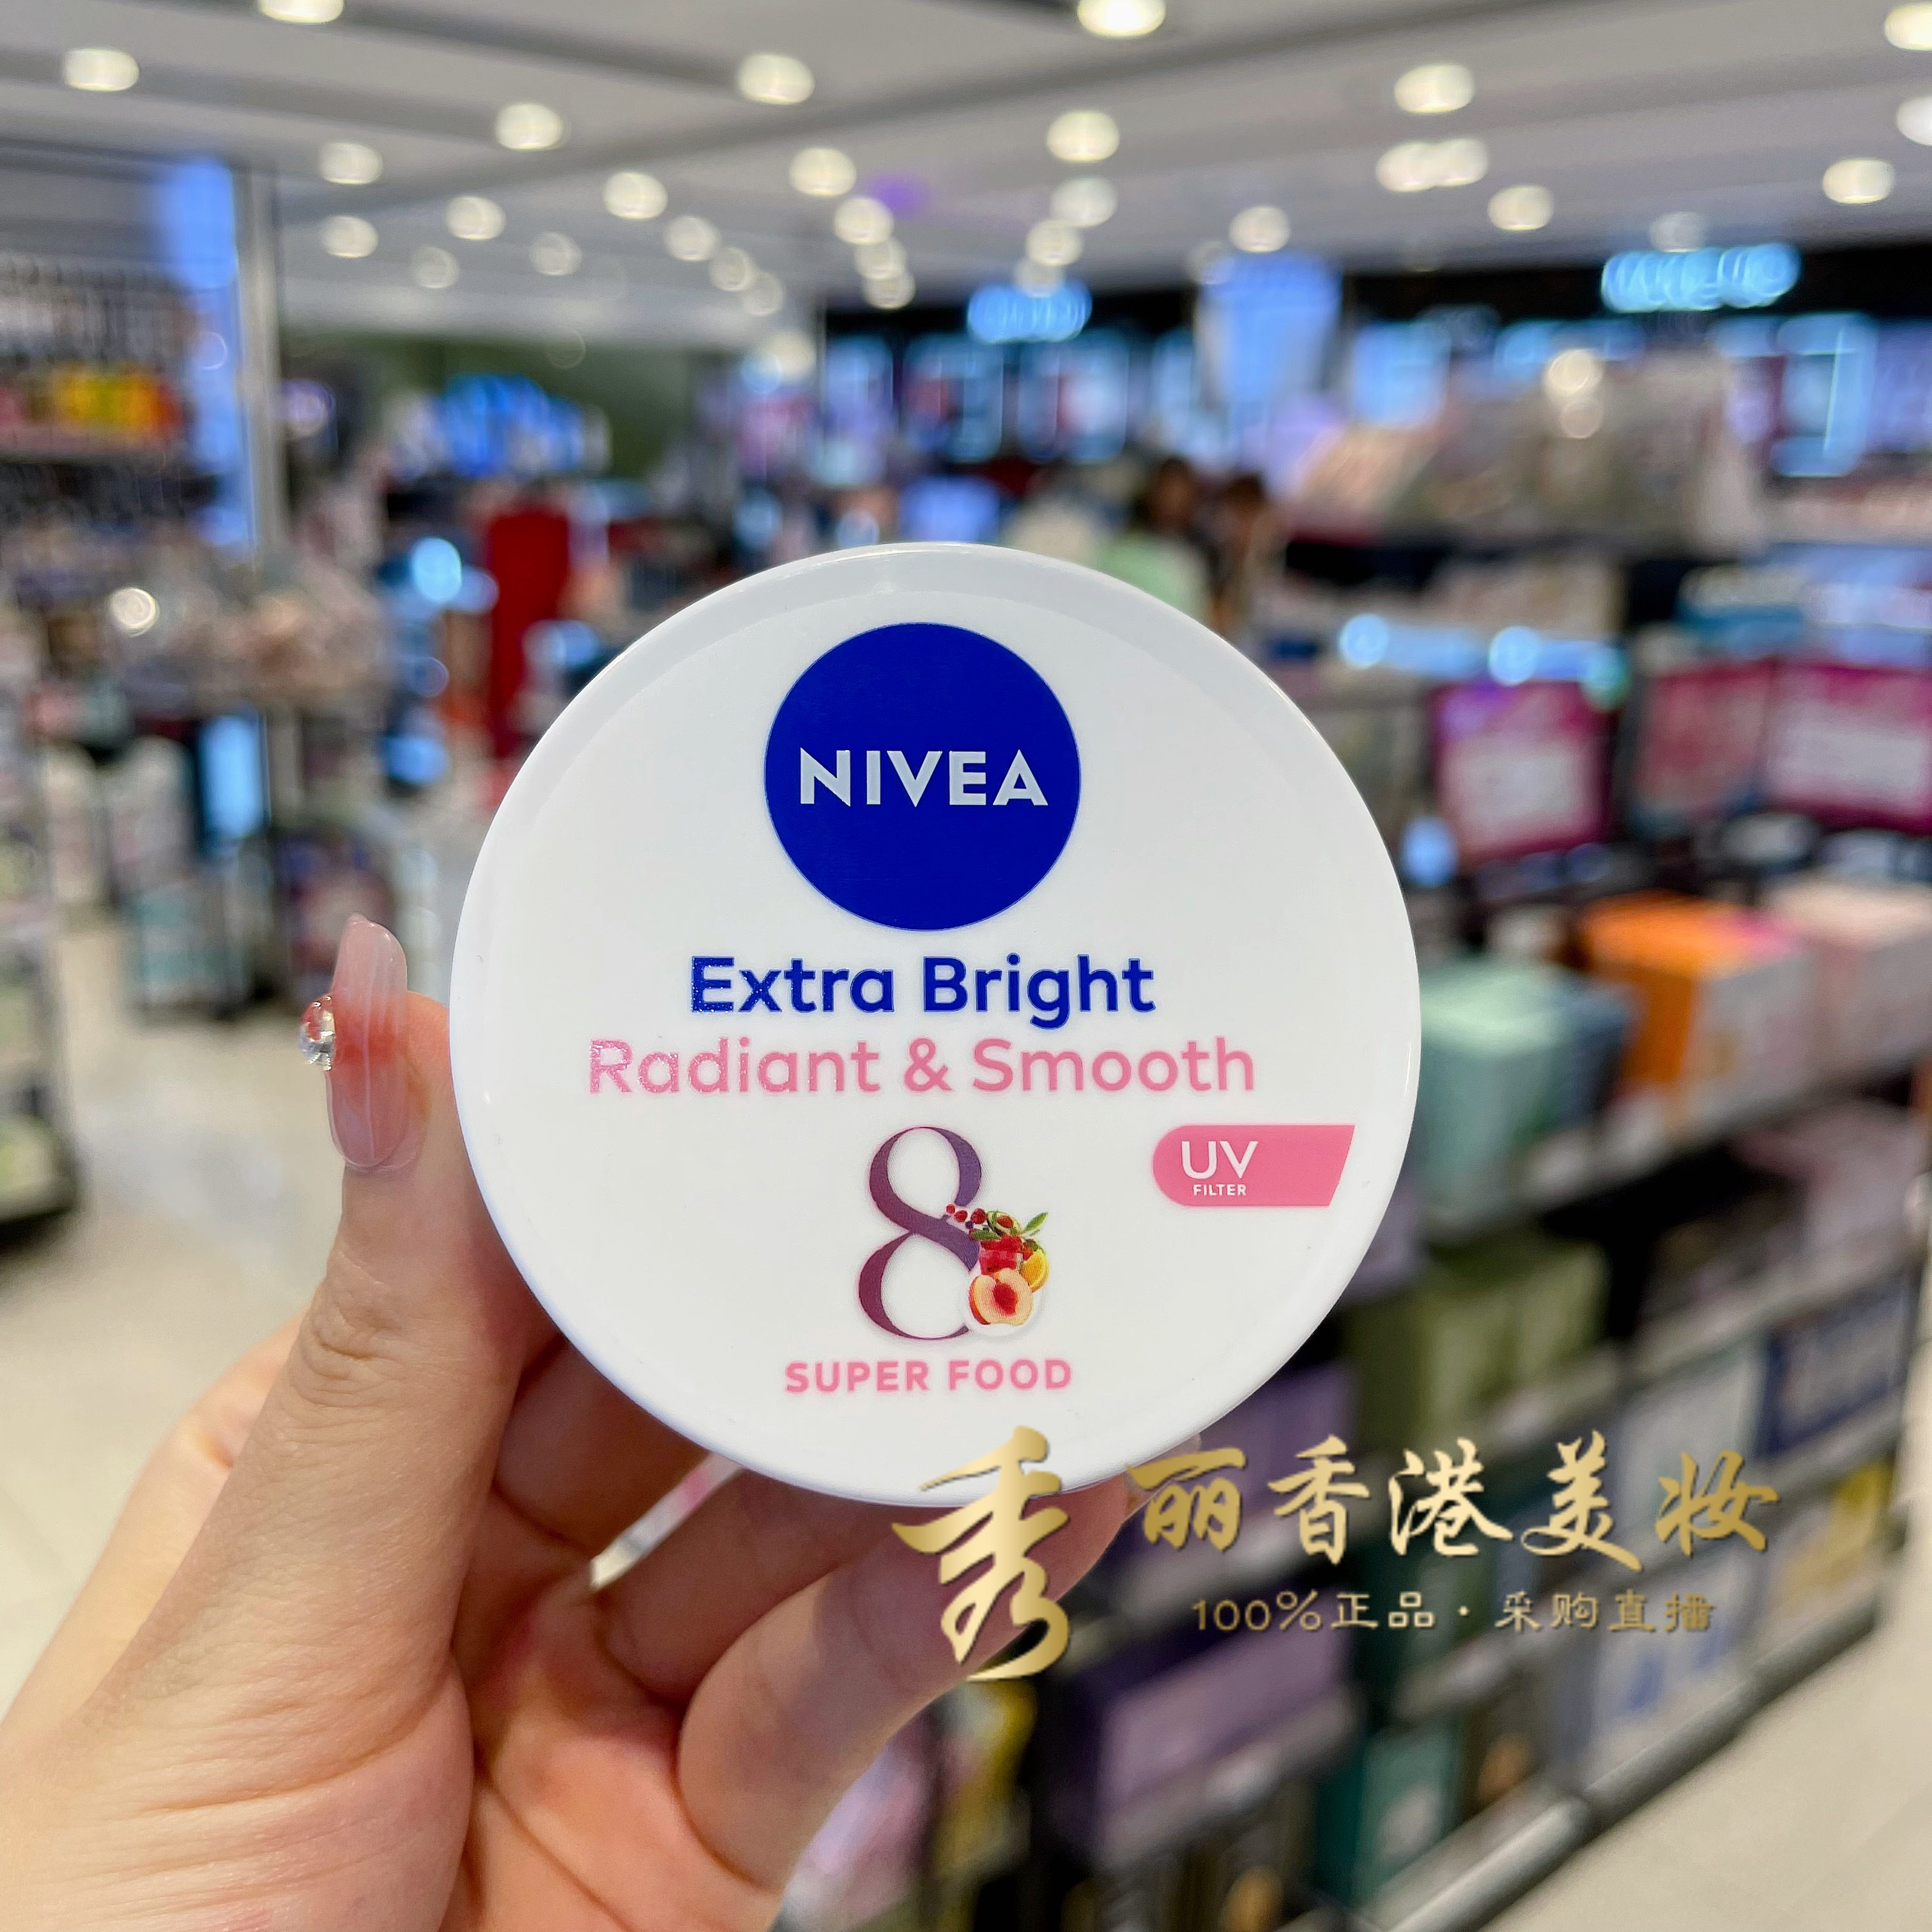 NIVEA
Extra Bright
Radiant & Smooth
8
UV
FILTER
SUPER FOOD
秀丽香港美妆
100%正品·采购直播